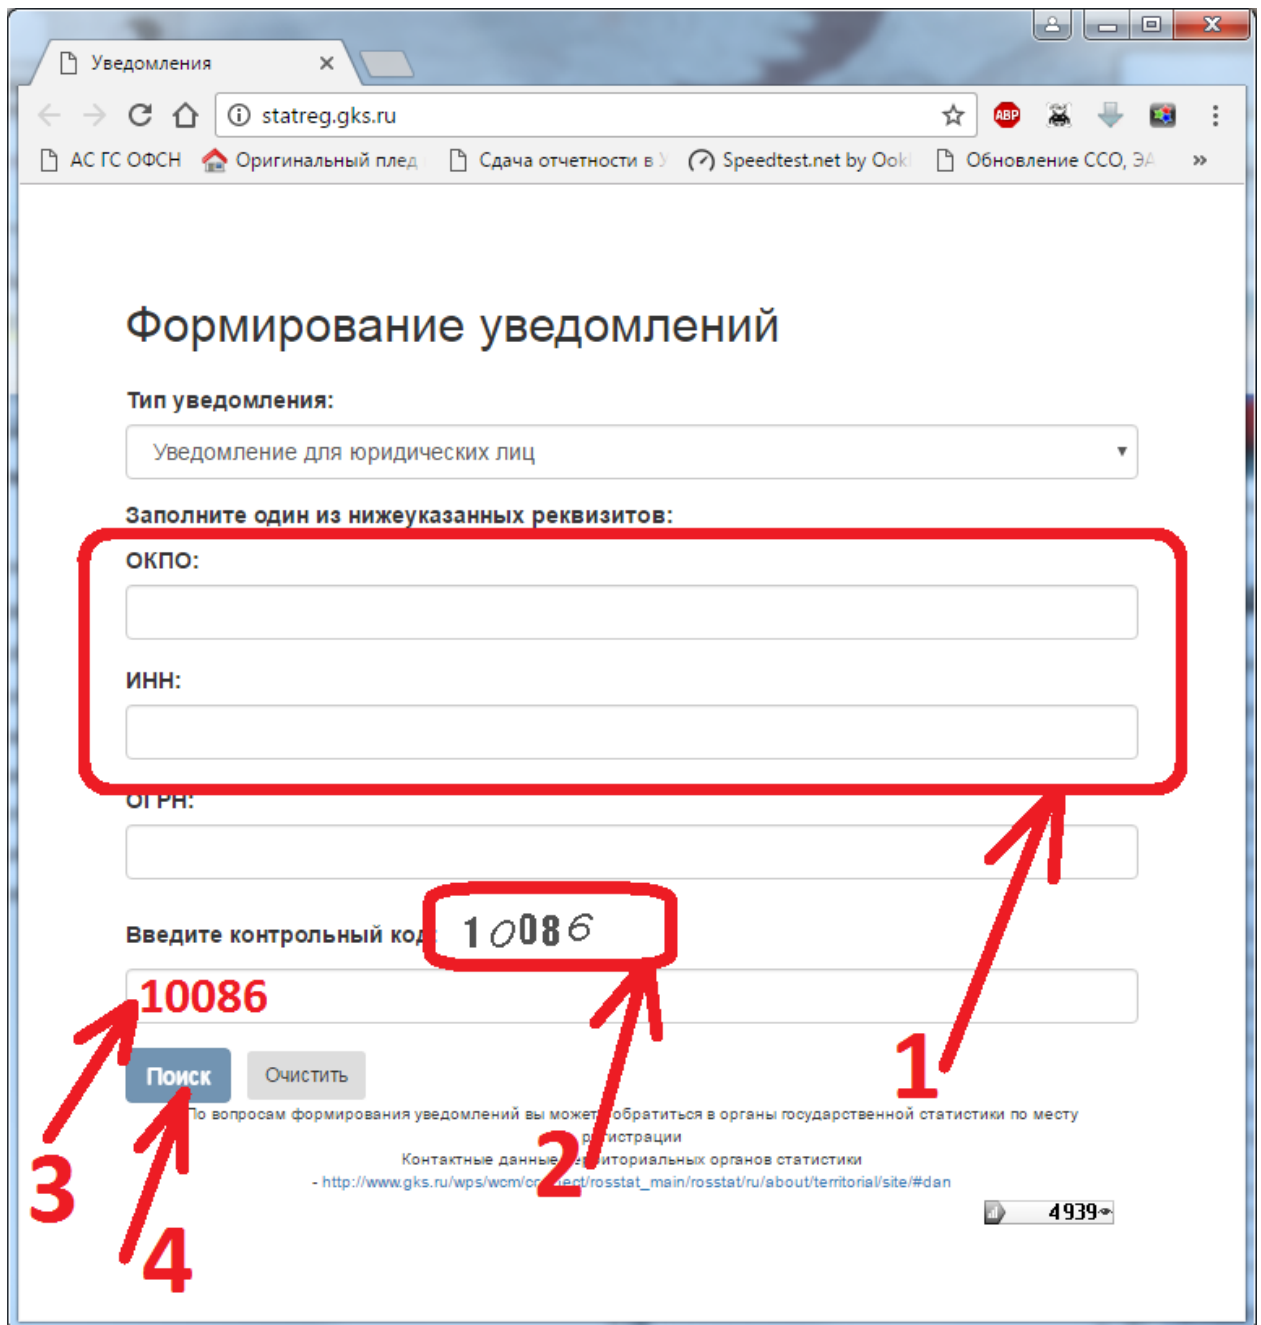 Уведомления
statreg.gks.ru
АС ГС ОФСН Оригинальный плед Сдача отчетности в Speedtest.net by Ook Обновление ССО, ЭА
Формирование уведомлений
Тип уведомления:
Уведомление для юридических лиц
Заполните один из нижеуказанных реквизитов:
ОКПО:
ИНН:
ОГРН:
Введите контрольный код: 10086
10086
1
Поиск Очистить
По вопросам формирования уведомлений вы можете обратиться в органы государственной статистики по месту
регистрации
Контактные данные территориальных органов статистики
- http://www.gks.ru/wps/wcm/connect/rosstat_main/rosstat/ru/about/territorial/site/#dan
2
3
4939
4
ABP